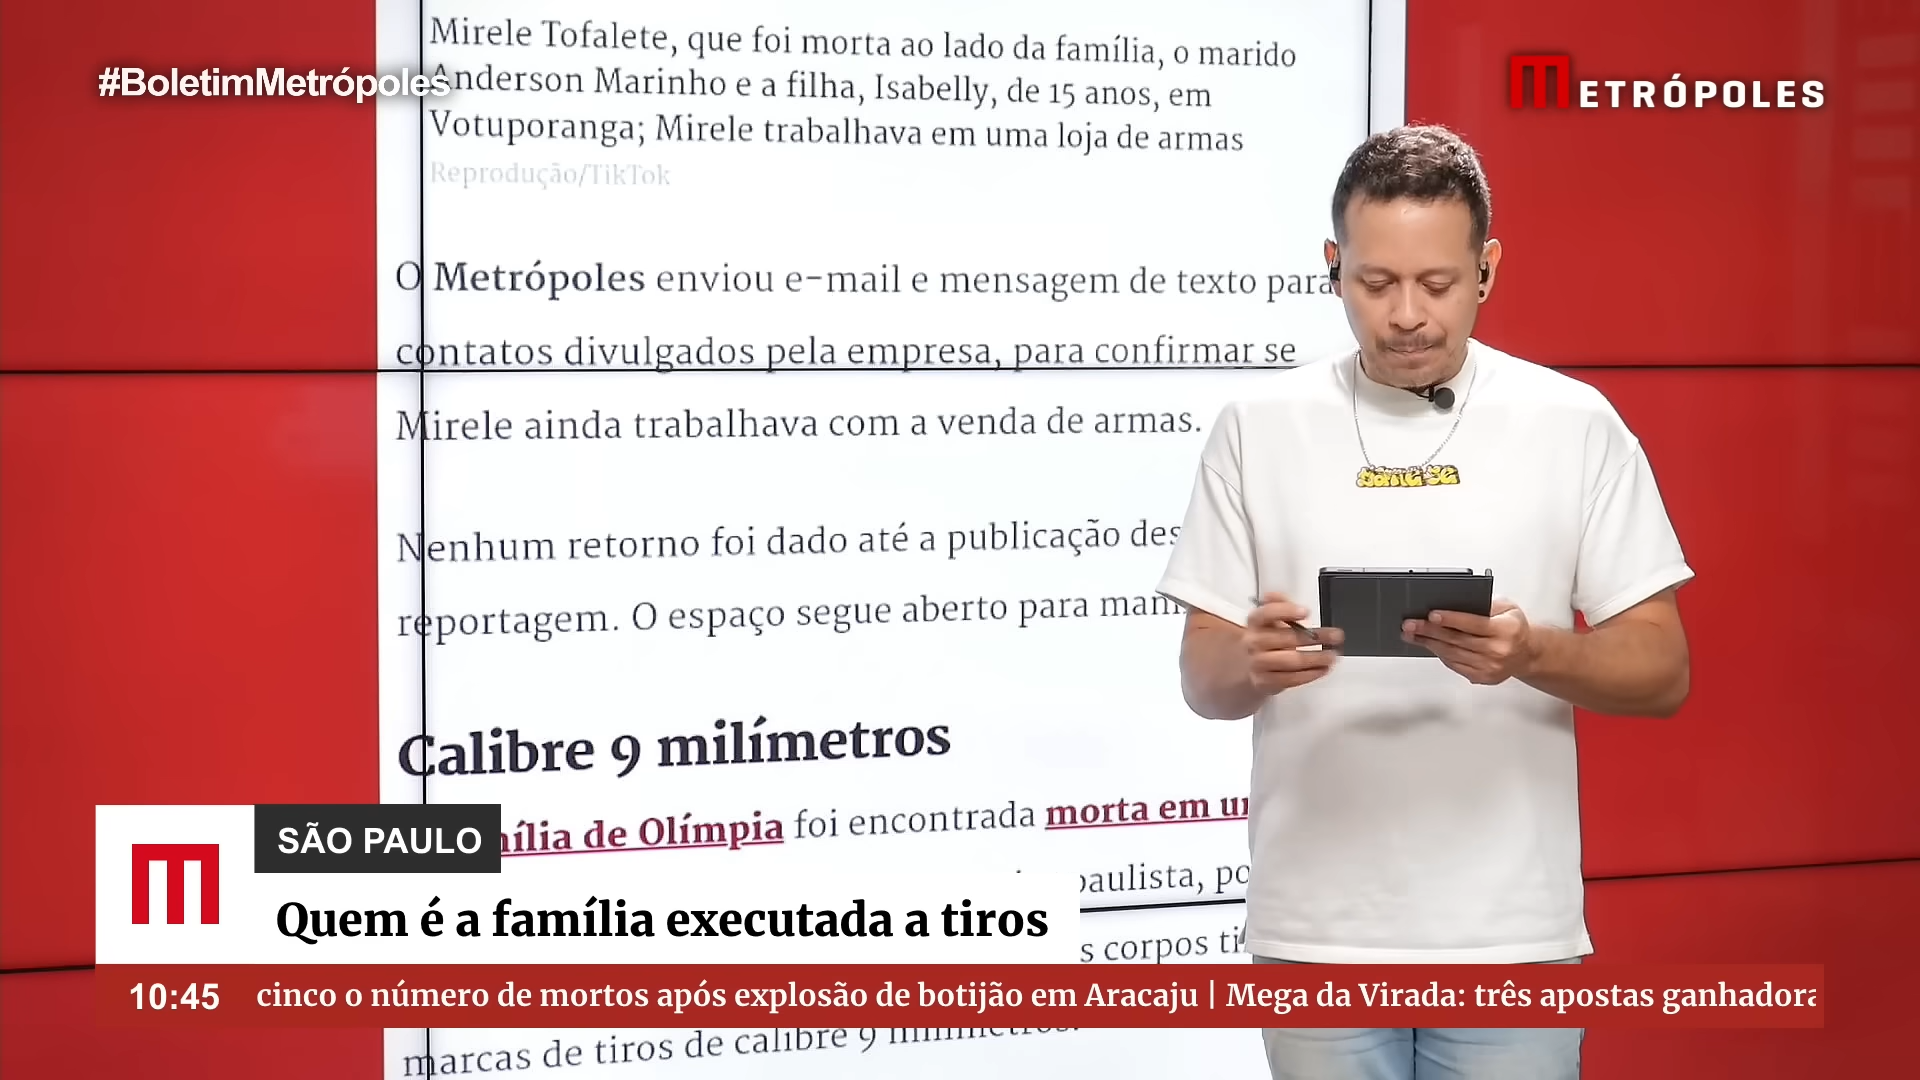 #BoletimMetrópoles
METRÓPOLES
Mirele Tofalete, que foi morta ao lado da família, o marido
Anderson Marinho e a filha, Isabelly, de 15 anos, em
Votuporanga; Mirele trabalhava em uma loja de armas
Reprodução/TikTok
O Metrópoles enviou e-mail e mensagem de texto para
contatos divulgados pela empresa, para confirmar se
Mirele ainda trabalhava com a venda de armas.
Nenhum retorno foi dado até a publicação des
reportagem. O espaço segue aberto para
Calibre 9 milímetros
ília de Olímpia foi encontrada morta em
paulista,
s corpos
marcas de tiros de calibre 9 milímetros.
SÃO PAULO
Quem é a família executada a tiros
10:45 cinco o número de mortos após explosão de botijão em Aracaju | Mega da Virada: três apostas ganhadora